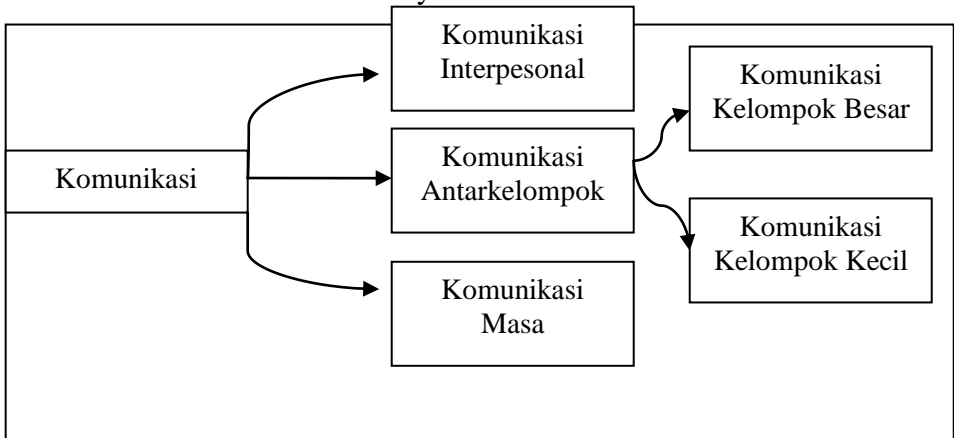 Komunikasi
Komunikasi
Interpesonal
Komunikasi
Antarkelompok
Komunikasi
Masa
Komunikasi
Kelompok Besar
Komunikasi
Kelompok Kecil